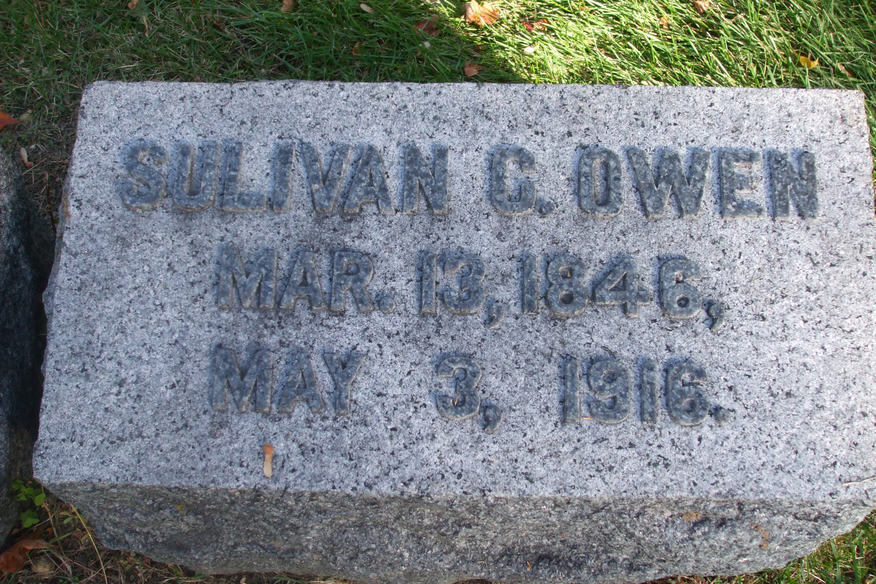 SULIVAN C. OWEN
MAR. 13, 1846,
MAY 3, 1916.